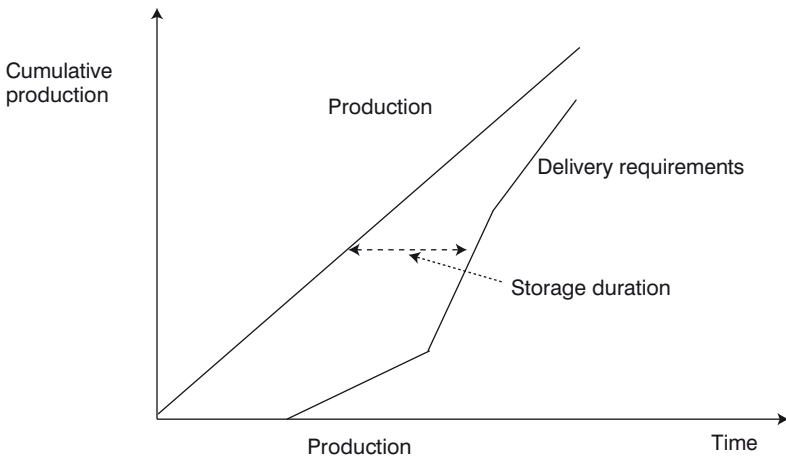 Cumulative
production
Production
Delivery requirements
Storage duration
Production
Time